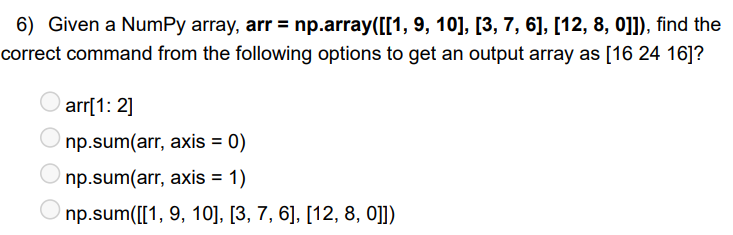 6) Given a NumPy array, arr = np.array([[1, 9, 10], [3, 7, 6], [12, 8, 0]]), find the
correct command from the following options to get an output array as [16 24 16]?
arr[1: 2]
np.sum(arr, axis = 0)
np.sum(arr, axis = 1)
np.sum([[1, 9, 10], [3, 7, 6], [12, 8, 0]])